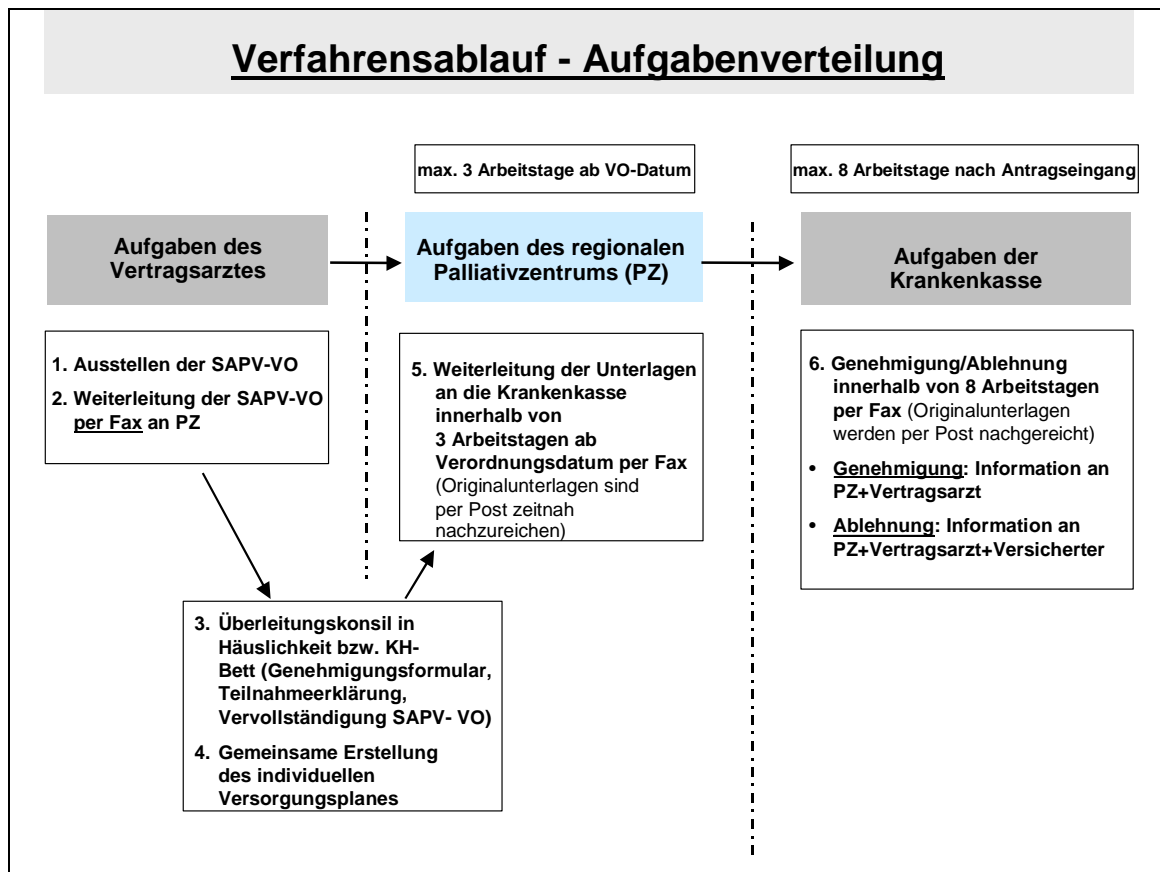 Verfahrensablauf - Aufgabenverteilung
max. 3 Arbeitstage ab VO-Datum
max. 8 Arbeitstage nach Antragseingang
Aufgaben des
Vertragsarztes
Aufgaben des regionalen
Palliativzentrums (PZ)
Aufgaben der
Krankenkasse
1. Ausstellen der SAPV-VO
2. Weiterleitung der SAPV-VO
per Fax an PZ
3. Überleitungskonsil in
Häuslichkeit bzw. KH-
Bett (Genehmigungsformular,
Teilnahmeerklärung,
Vervollständigung SAPV- VO)
4. Gemeinsame Erstellung
des individuellen
Versorgungsplanes
5. Weiterleitung der Unterlagen
an die Krankenkasse
innerhalb von
3 Arbeitstagen ab
Verordnungsdatum per Fax
(Originalunterlagen sind
per Post zeitnah
nachzureichen)
6. Genehmigung/Ablehnung
innerhalb von 8 Arbeitstagen
per Fax (Originalunterlagen
werden per Post nachgereicht)
• Genehmigung: Information an
PZ+Vertragsarzt
• Ablehnung: Information an
PZ+Vertragsarzt+Versicherter